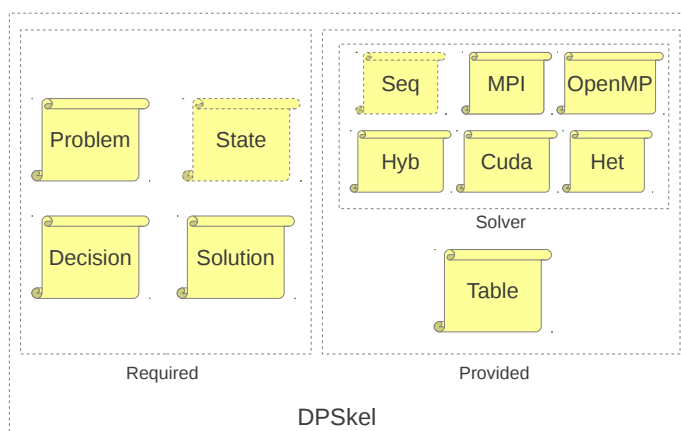 Seq MPI OpenMP
Problem State
Hyb Cuda Het
Solver
Decision Solution
Table
Required Provided
DPSkel